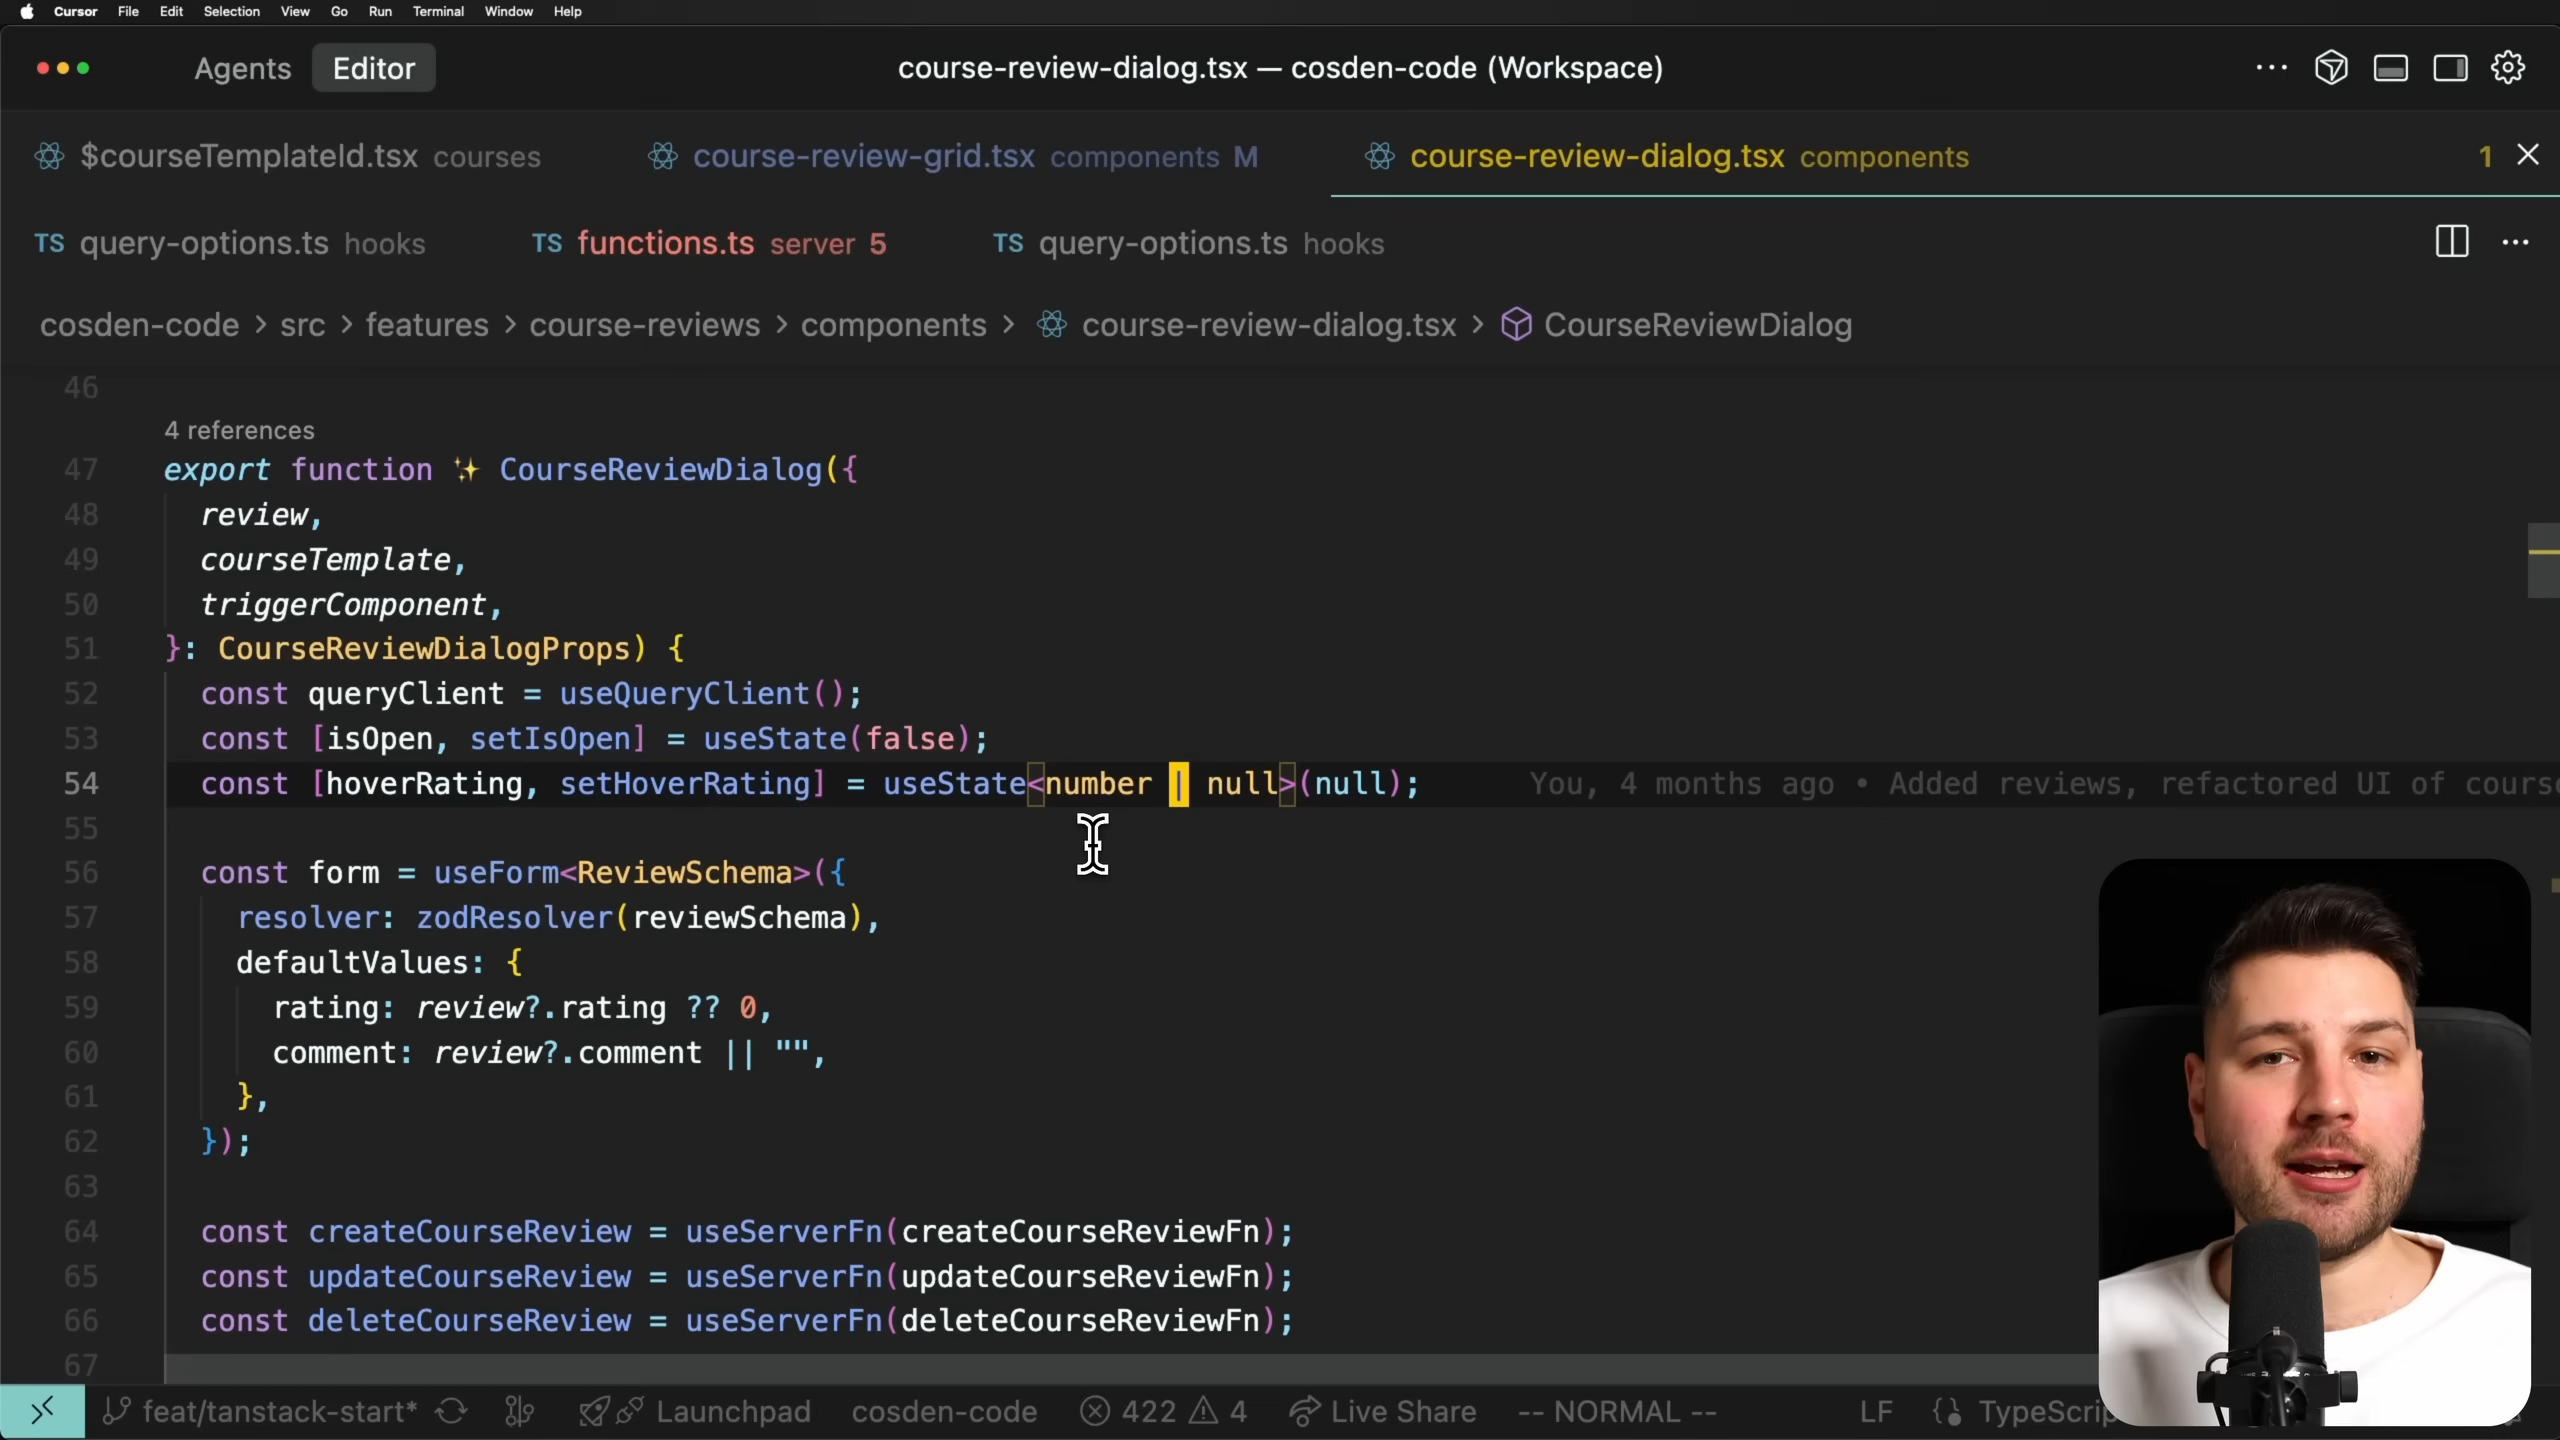 Cursor File Edit Selection View Go Run Terminal Window Help
Agents Editor course-review-dialog.tsx — cosden-code (Workspace)
$courseTemplateId.tsx courses course-review-grid.tsx components M course-review-dialog.tsx components 1
TS query-options.ts hooks TS functions.ts server 5 TS query-options.ts hooks
cosden-code > src > features > course-reviews > components > course-review-dialog.tsx > CourseReviewDialog
46
4 references
47 export function ✨ CourseReviewDialog({
48 review,
49 courseTemplate,
50 triggerComponent,
51 }: CourseReviewDialogProps) {
52 const queryClient = useQueryClient();
53 const [isOpen, setIsOpen] = useState(false);
54 const [hoverRating, setHoverRating] = useState<number | null>(null); You, 4 months ago • Added reviews, refactored UI of cours
55
56 const form = useForm<ReviewSchema>({
57 resolver: zodResolver(reviewSchema),
58 defaultValues: {
59 rating: review?.rating ?? 0,
60 comment: review?.comment || "",
61 },
62 });
63
64 const createCourseReview = useServerFn(createCourseReviewFn);
65 const updateCourseReview = useServerFn(updateCourseReviewFn);
66 const deleteCourseReview = useServerFn(deleteCourseReviewFn);
67
feat/tanstack-start* Launchpad cosden-code 422 4 Live Share -- NORMAL -- LF TypeScrip